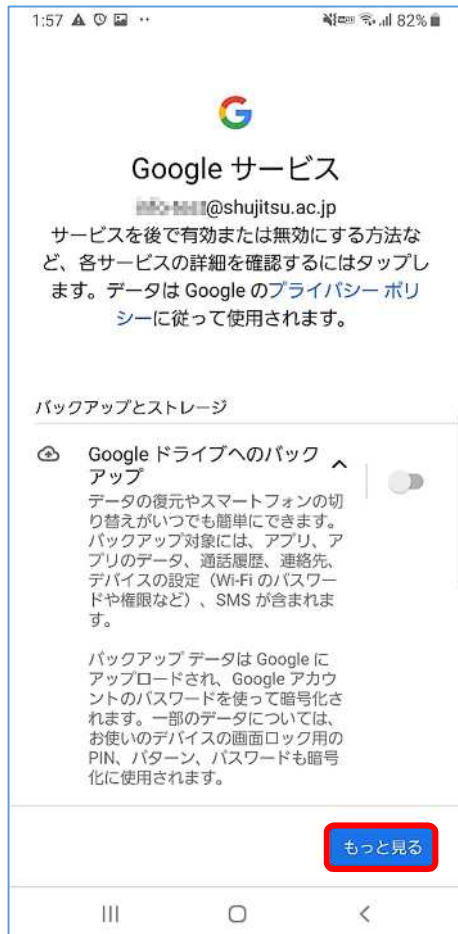 1:57
82%
Google サービス
@shujitsu.ac.jp
サービスを後で有効または無効にする方法な
ど、各サービスの詳細を確認するにはタップし
ます。データは Google のプライバシー ポリ
シーに従って使用されます。
バックアップとストレージ
Google ドライブへのバック
アップ
データの復元やスマートフォンの切
り替えがいつでも簡単にできます。
バックアップ対象には、アプリ、ア
プリのデータ、通話履歴、連絡先、
デバイスの設定（Wi-Fi のパスワー
ドや権限など）、SMS が含まれま
す。
バックアップ データは Google に
アップロードされ、Google アカウ
ントのパスワードを使って暗号化さ
れます。一部のデータについては、
お使いのデバイスの画面ロック用の
PIN、パターン、パスワードも暗号
化に使用されます。
もっと見る